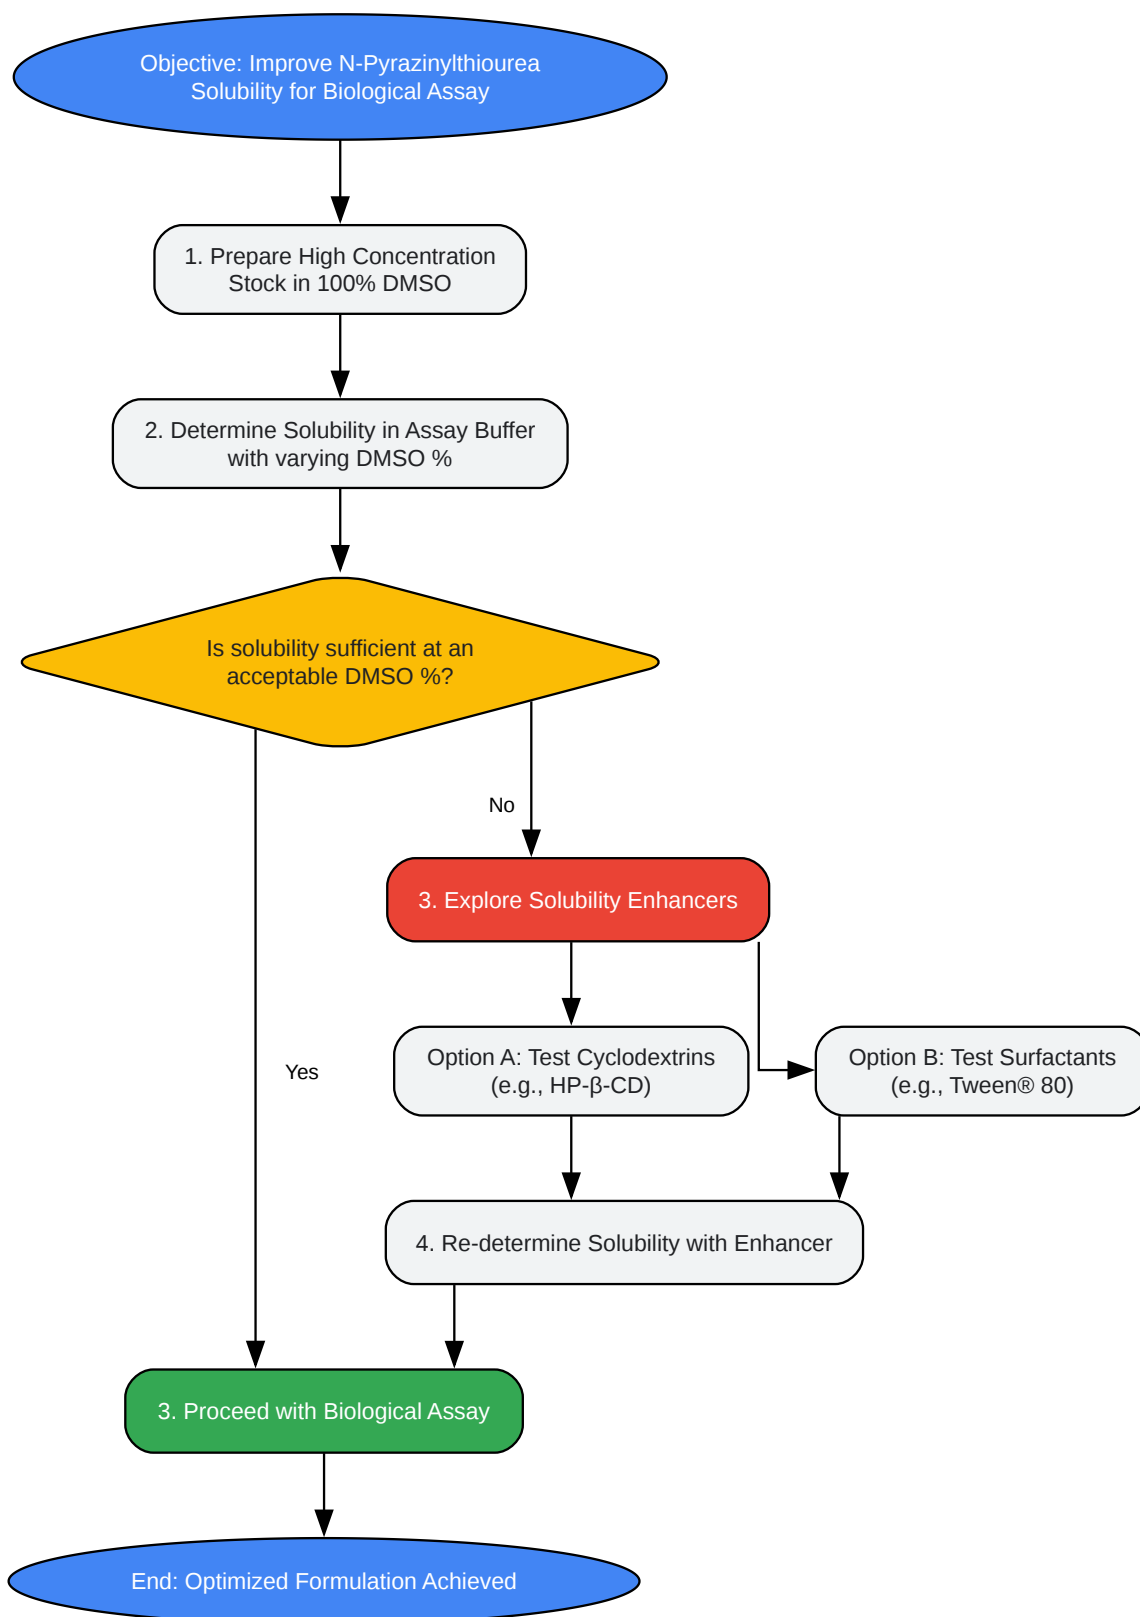 Objective: Improve N-Pyrazinylthiourea
Solubility for Biological Assay
1. Prepare High Concentration
Stock in 100% DMSO
2. Determine Solubility in Assay Buffer
with varying DMSO %
Is solubility sufficient at an
acceptable DMSO %?
No
3. Explore Solubility Enhancers
Option A: Test Cyclodextrins
(e.g., HP-β-CD)
Option B: Test Surfactants
(e.g., Tween® 80)
Yes
4. Re-determine Solubility with Enhancer
3. Proceed with Biological Assay
End: Optimized Formulation Achieved